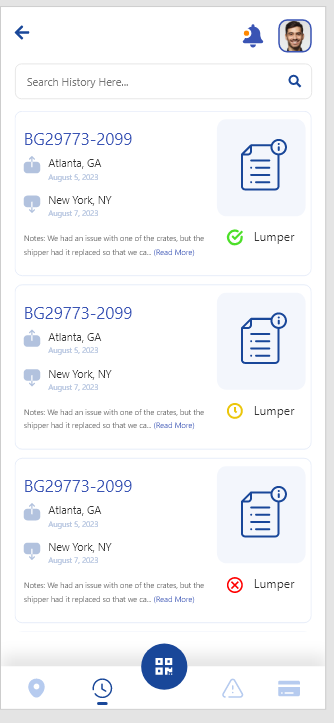 Search History Here...
BG29773-2099
Atlanta, GA
August 5, 2023
New York, NY
August 7, 2023
Notes: We had an issue with one of the crates, but the
shipper had it replaced so that we ca... (Read More)
Lumper
BG29773-2099
Atlanta, GA
August 5, 2023
New York, NY
August 7, 2023
Notes: We had an issue with one of the crates, but the
shipper had it replaced so that we ca... (Read More)
Lumper
BG29773-2099
Atlanta, GA
August 5, 2023
New York, NY
August 7, 2023
Notes: We had an issue with one of the crates, but the
shipper had it replaced so that we ca... (Read More)
Lumper